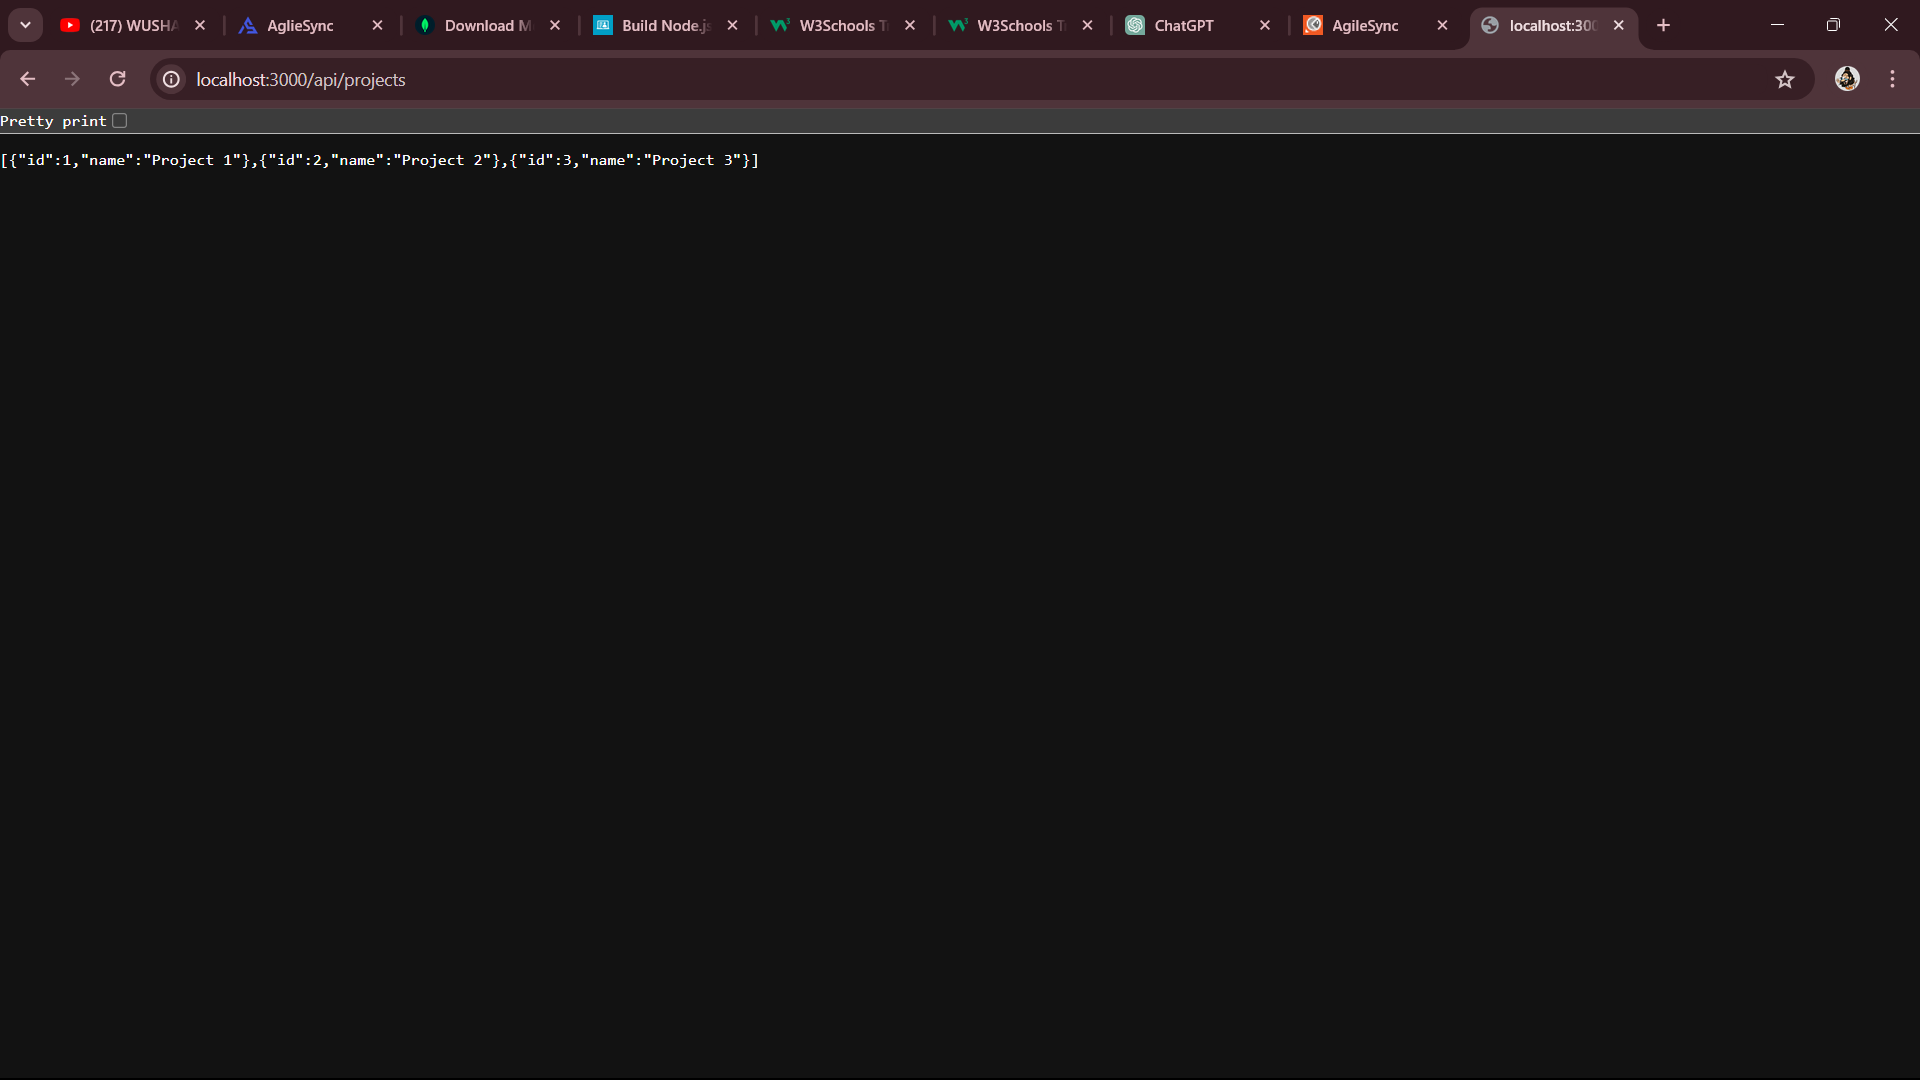 (217) WUSHA
AglieSync
Download M
Build Node.js
W3Schools T
W3Schools T
ChatGPT
AgileSync
localhost:300
localhost:3000/api/projects
Pretty print
[{"id":1,"name":"Project 1"},{"id":2,"name":"Project 2"},{"id":3,"name":"Project 3"}]